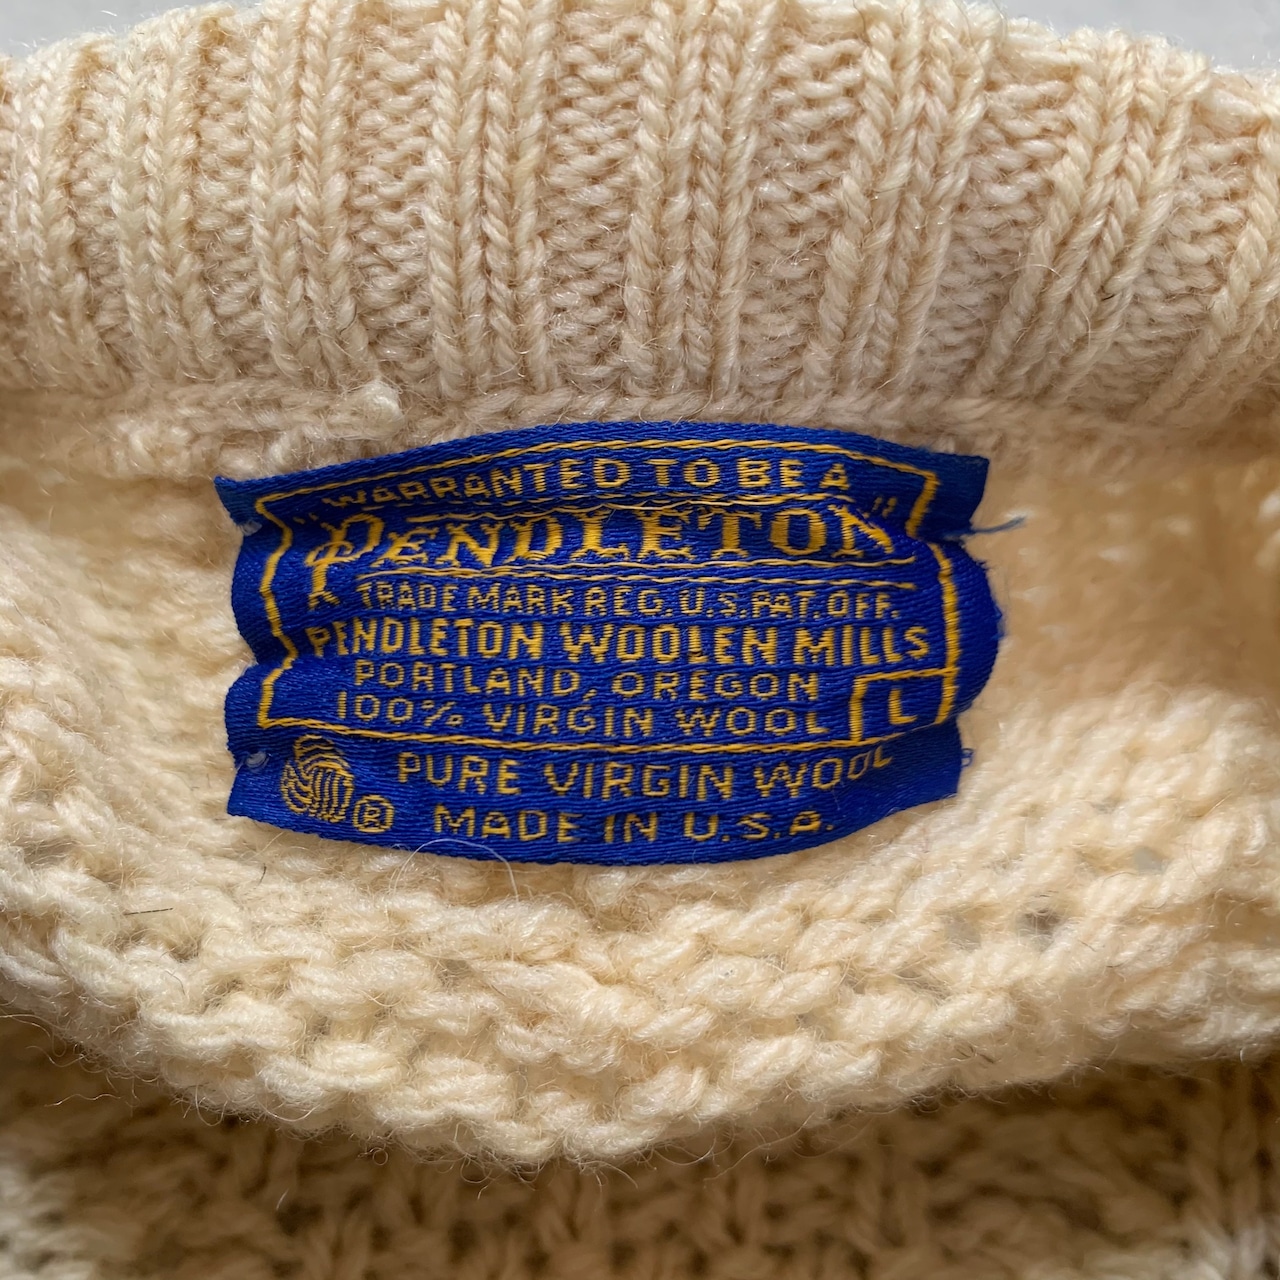 WARRANTED TO BE A
"PENDLETON"
TRADE MARK REG. U.S. PAT. OFF.
PENDLETON WOOLEN MILLS
PORTLAND, OREGON
100% VIRGIN WOOL L
PURE VIRGIN WOOL
® MADE IN U.S.A.